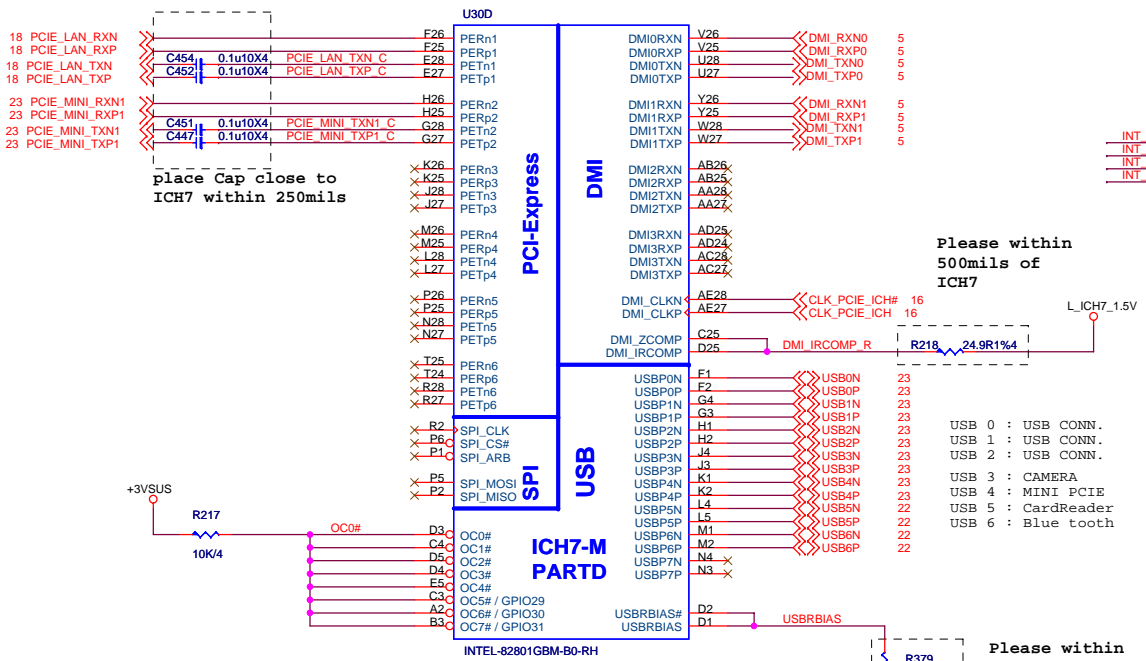 U30D
18 PCIE_LAN_RXN F26 PERn1 DMI0RXN V26 DMI_RXN0 5
18 PCIE_LAN_RXP F25 PERp1 DMI0RXP V25 DMI_RXP0 5
18 PCIE_LAN_TXN C454 0.1u10X4 PCIE_LAN_TXN_C E28 PETn1 DMI0TXN U28 DMI_TXN0 5
18 PCIE_LAN_TXP C452 0.1u10X4 PCIE_LAN_TXP_C E27 PETp1 DMI0TXP U27 DMI_TXP0 5
23 PCIE_MINI_RXN1 H26 PERn2 DMI1RXN Y26 DMI_RXN1 5
23 PCIE_MINI_RXP1 H25 PERp2 DMI1RXP Y25 DMI_RXP1 5
23 PCIE_MINI_TXN1 C451 0.1u10X4 PCIE_MINI_TXN1_C G28 PETn2 DMI1TXN W28 DMI_TXN1 5
23 PCIE_MINI_TXP1 C447 0.1u10X4 PCIE_MINI_TXP1_C G27 PETp2 DMI1TXP W27 DMI_TXP1 5
INT_
INT_
INT_
INT_
place Cap close to
ICH7 within 250mils
K26 PERn3 DMI2RXN AB26
K25 PERp3 DMI2RXP AB25
J28 PETn3 DMI2TXN AA28
J27 PETp3 DMI2TXP AA27
PCI-Express
DMI
M26 PERn4 DMI3RXN AD25
M25 PERp4 DMI3RXP AD24
L28 PETn4 DMI3TXN AC28
L27 PETp4 DMI3TXP AC27
Please within
500mils of
ICH7
P26 PERn5 DMI_CLKN AE28 CLK_PCIE_ICH# 16
P25 PERp5 DMI_CLKP AE27 CLK_PCIE_ICH 16
N28 PETn5
N27 PETp5
L_ICH7_1.5V
DMI_ZCOMP C25
DMI_IRCOMP D25 DMI_IRCOMP_R R218 24.9R1%4
T25 PERn6
T24 PERp6
R28 PETn6
R27 PETp6
USBP0N F1 USB0N 23
USBP0P F2 USB0P 23
USBP1N G4 USB1N 23
USBP1P G3 USB1P 23
R2 SPI_CLK USBP2N H1 USB2N 23
P6 SPI_CS# USBP2P H2 USB2P 23
P1 SPI_ARB USBP3N J4 USB3N 23
USBP3P J3 USB3P 23
P5 SPI_MOSI USBP4N K1 USB4N 23
P2 SPI_MISO USBP4P K2 USB4P 23
USBP5N L4 USB5N 22
USBP5P L5 USB5P 22
USBP6N M1 USB6N 22
USBP6P M2 USB6P 22
USBP7N N4
USBP7P N3
SPI
USB
USB 0 : USB CONN.
USB 1 : USB CONN.
USB 2 : USB CONN.
USB 3 : CAMERA
USB 4 : MINI PCIE
USB 5 : CardReader
USB 6 : Blue tooth
+3VSUS
R217
10K/4
OC0#
D3 OC0#
C4 OC1#
D5 OC2#
D4 OC3#
E5 OC4#
C3 OC5# / GPIO29
A2 OC6# / GPIO30
B3 OC7# / GPIO31
ICH7-M
PARTD
USBRBIAS# D2
USBRBIAS D1 USBRBIAS
INTEL-82801GBM-B0-RH
R379
Please within